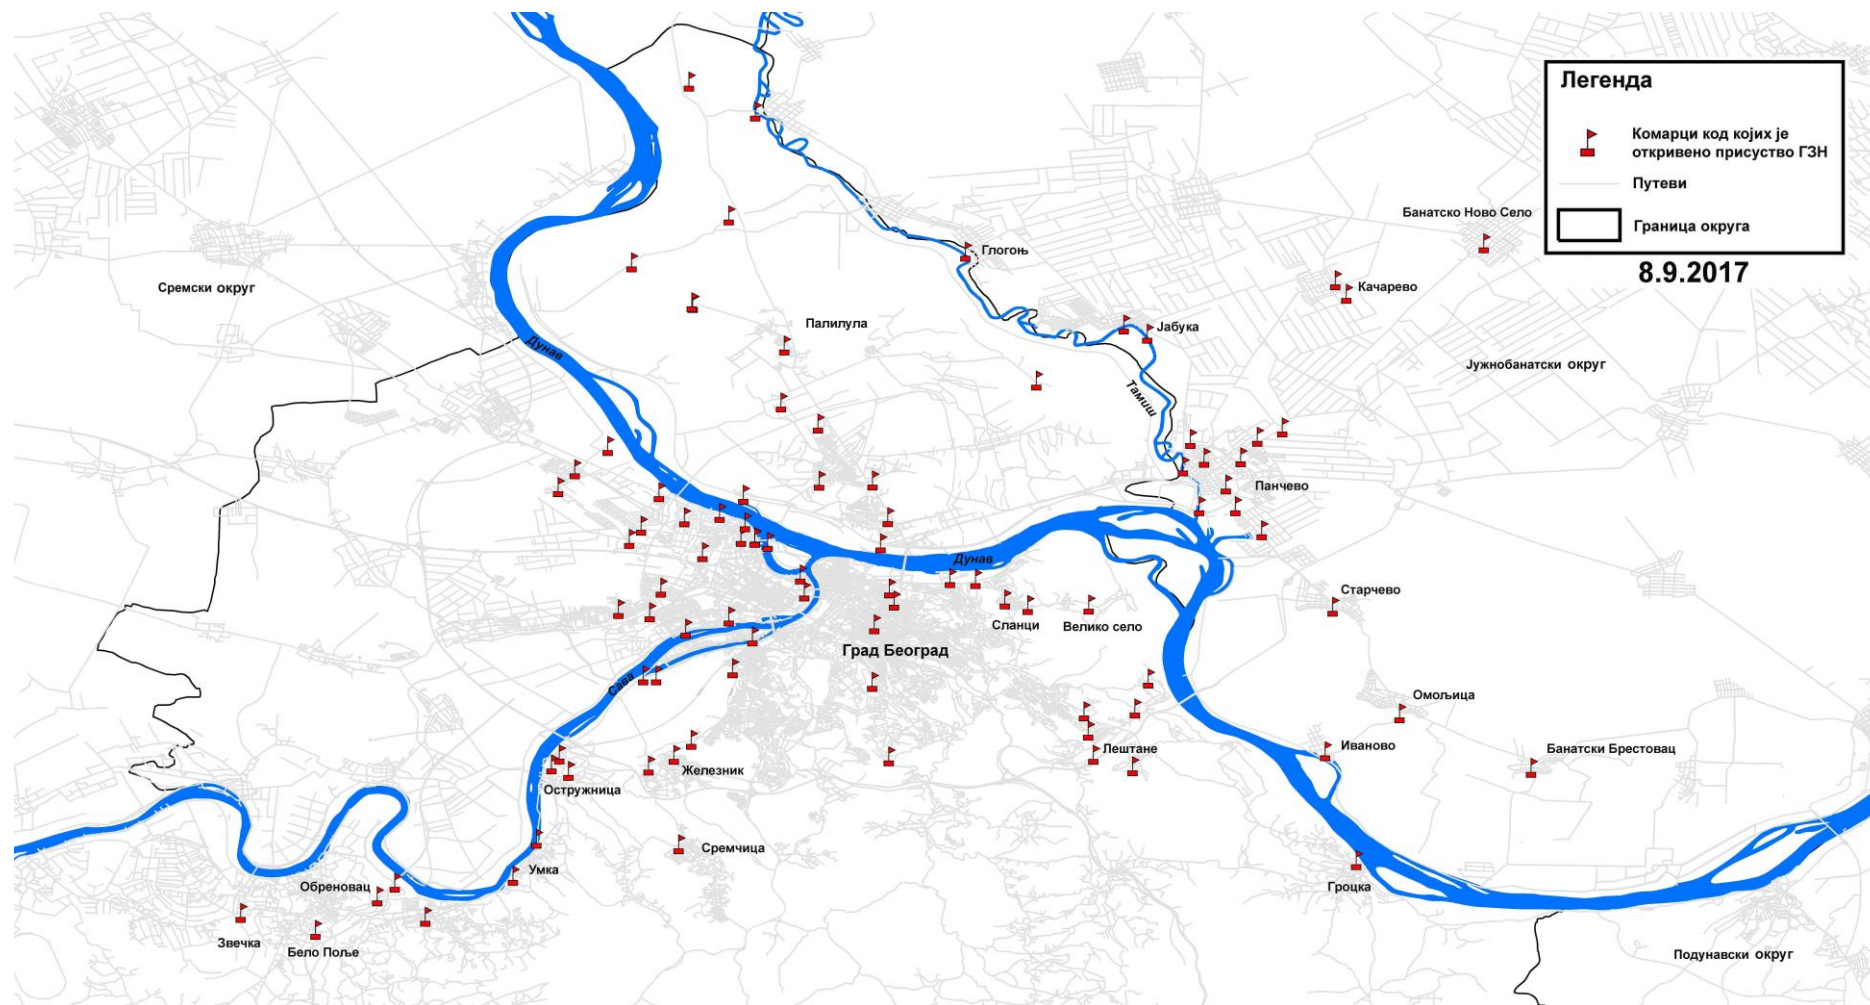 Легенда
Комарци код којих је
откривено присуство ГЗН
Путеви
Граница округа
8.9.2017
Банатско Ново Село
Глогоњ
Сремски округ
Качарево
Палилула
Јабука
Дунав
Јужнобанатски округ
Тамиш
Панчево
Дунав
Старчево
Сланци
Велико село
Град Београд
Сава
Омољица
Иваново
Лештане
Банатски Брестовац
Железник
Остружница
Сремчица
Умка
Обреновац
Гроцка
Звечка
Бело Поље
Подунавски округ